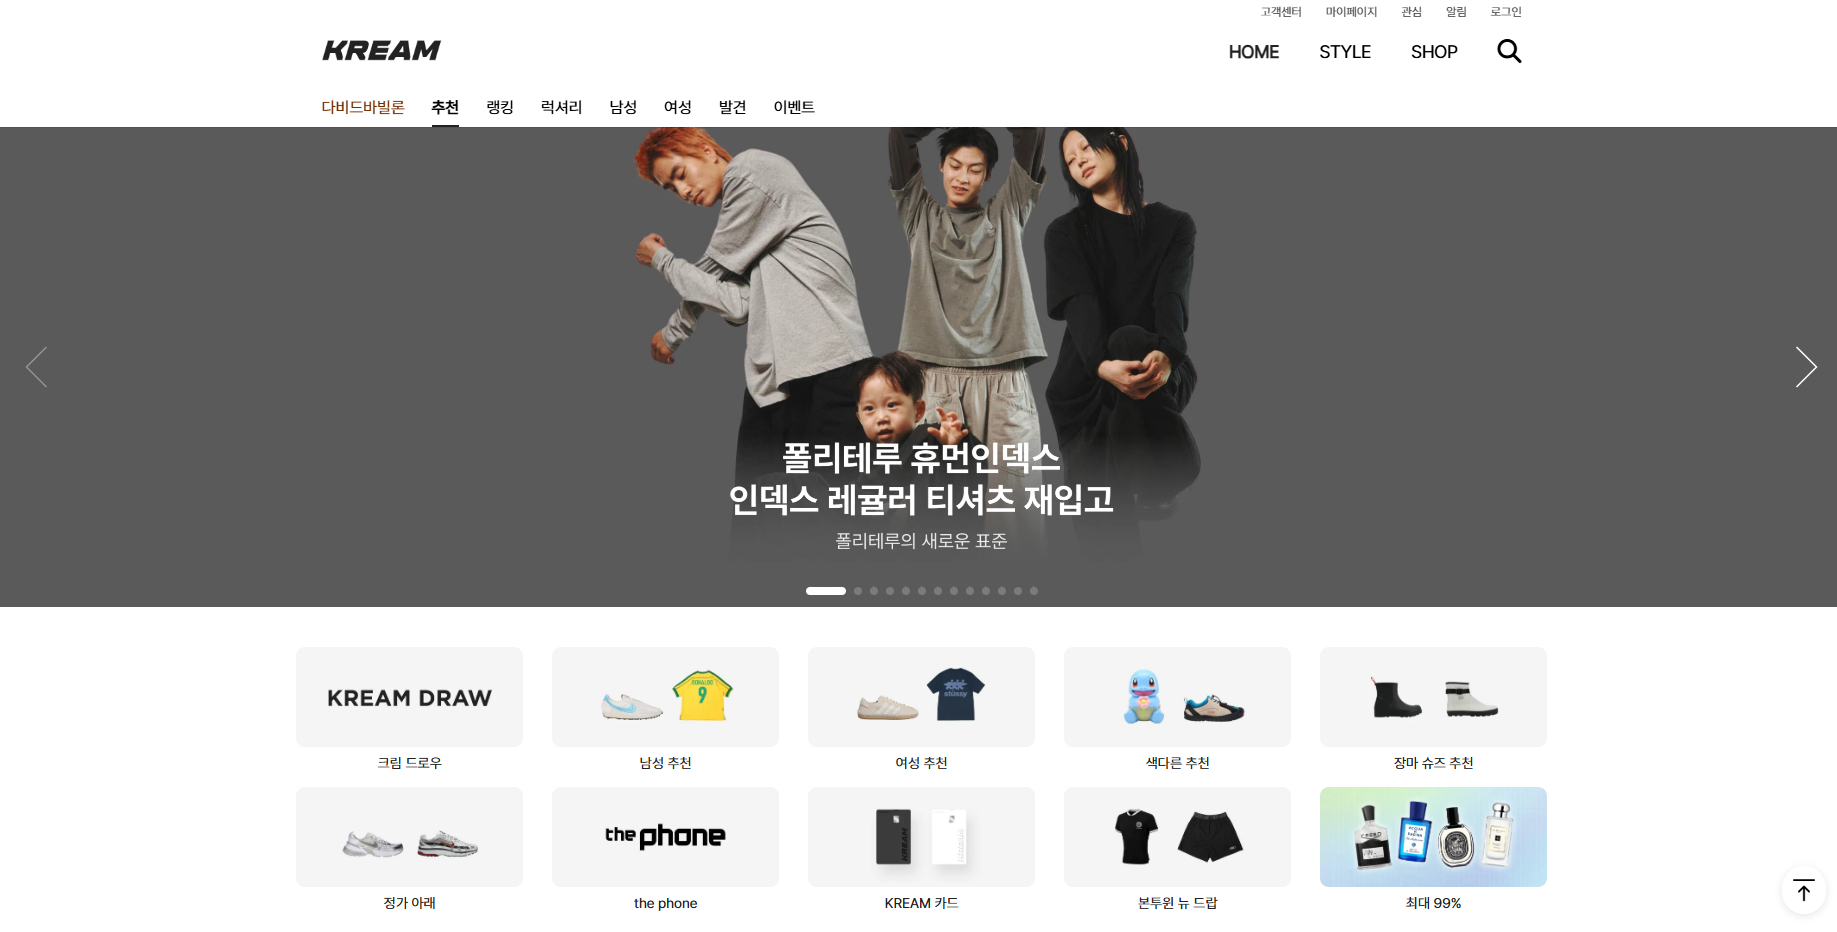 고객센터 마이페이지 관심 알림 로그인
KREAM
HOME STYLE SHOP
다비드바빌론 추천 랭킹 럭셔리 남성 여성 발견 이벤트
폴리테루 휴먼인덱스
인덱스 레귤러 티셔츠 재입고
폴리테루의 새로운 표준
KREAM DRAW
RONALDO
9
stüssy
크림 드로우
남성 추천
여성 추천
색다른 추천
장마 슈즈 추천
the phone
KREAM
CREED
ACQUA
정가 아래
the phone
KREAM 카드
본투윈 뉴 드랍
최대 99%